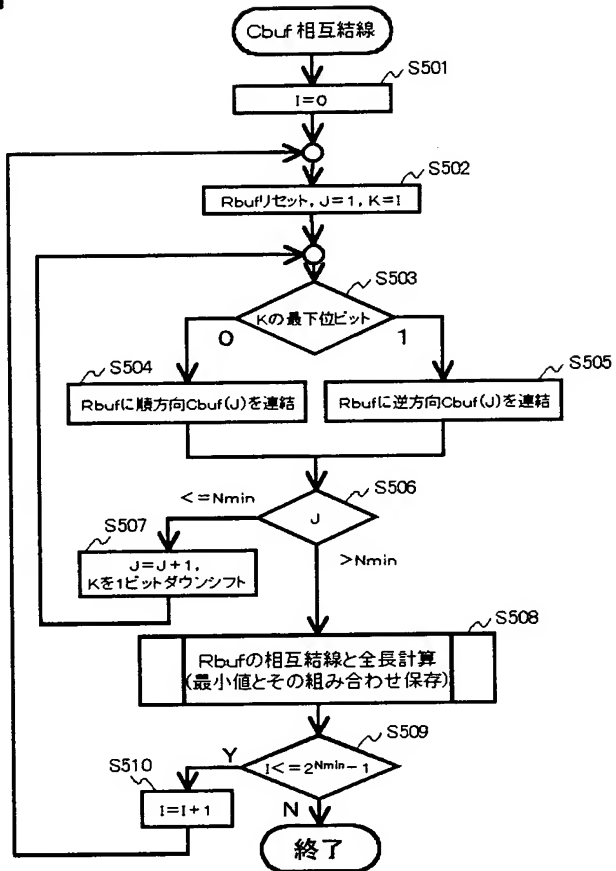 Cbuf 相互結線
S501
I=0
S502
Rbufリセット, J=1, K=I
S503
Kの最下位ビット
0
1
S504
Rbufに順方向Cbuf(J)を連結
S505
Rbufに逆方向Cbuf(J)を連結
S506
<=Nmin
J
S507
J=J+1,
Kを1ビットダウンシフト
>Nmin
S508
Rbufの相互結線と全長計算
(最小値とその組み合わせ保存)
S509
Y
I<=2^Nmin-1
S510
I=I+1
N
終了